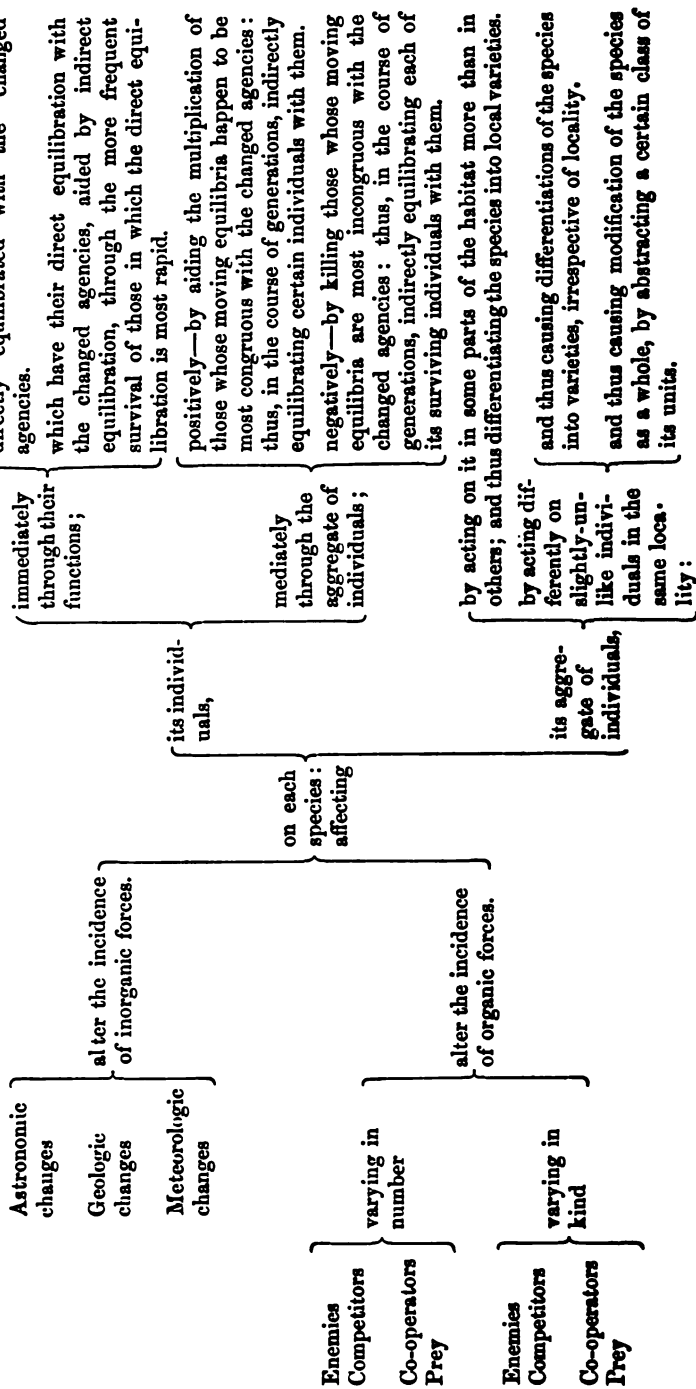 Astronomic
changes
Geologic
changes
Meteorologic
changes
alter the incidence
of inorganic forces.
Enemies
Competitors
Co-operators
Prey
varying in
number
Enemies
Competitors
Co-operators
Prey
varying in
kind
alter the incidence
of organic forces.
on each
species:
affecting
its individ-
uals,
immediately
through their
functions;
directly equilibrated with the changed
agencies.
which have their direct equilibration with
the changed agencies, aided by indirect
equilibration, through the more frequent
survival of those in which the direct equi-
libration is most rapid.
mediately
through the
aggregate of
individuals;
positively—by aiding the multiplication of
those whose moving equilibria happen to be
most congruous with the changed agencies:
thus, in the course of generations, indirectly
equilibrating certain individuals with them.
negatively—by killing those whose moving
equilibria are most incongruous with the
changed agencies: thus, in the course of
generations, indirectly equilibrating each of
its surviving individuals with them.
its aggre-
gate of
individuals,
by acting on it in some parts of the habitat more than in
others; and thus differentiating the species into local varieties.
by acting dif-
ferently on
slightly-un-
like indivi-
duals in the
same loca-
lity:
and thus causing differentiations of the species
into varieties, irrespective of locality.
and thus causing modification of the species
as a whole, by abstracting a certain class of
its units.